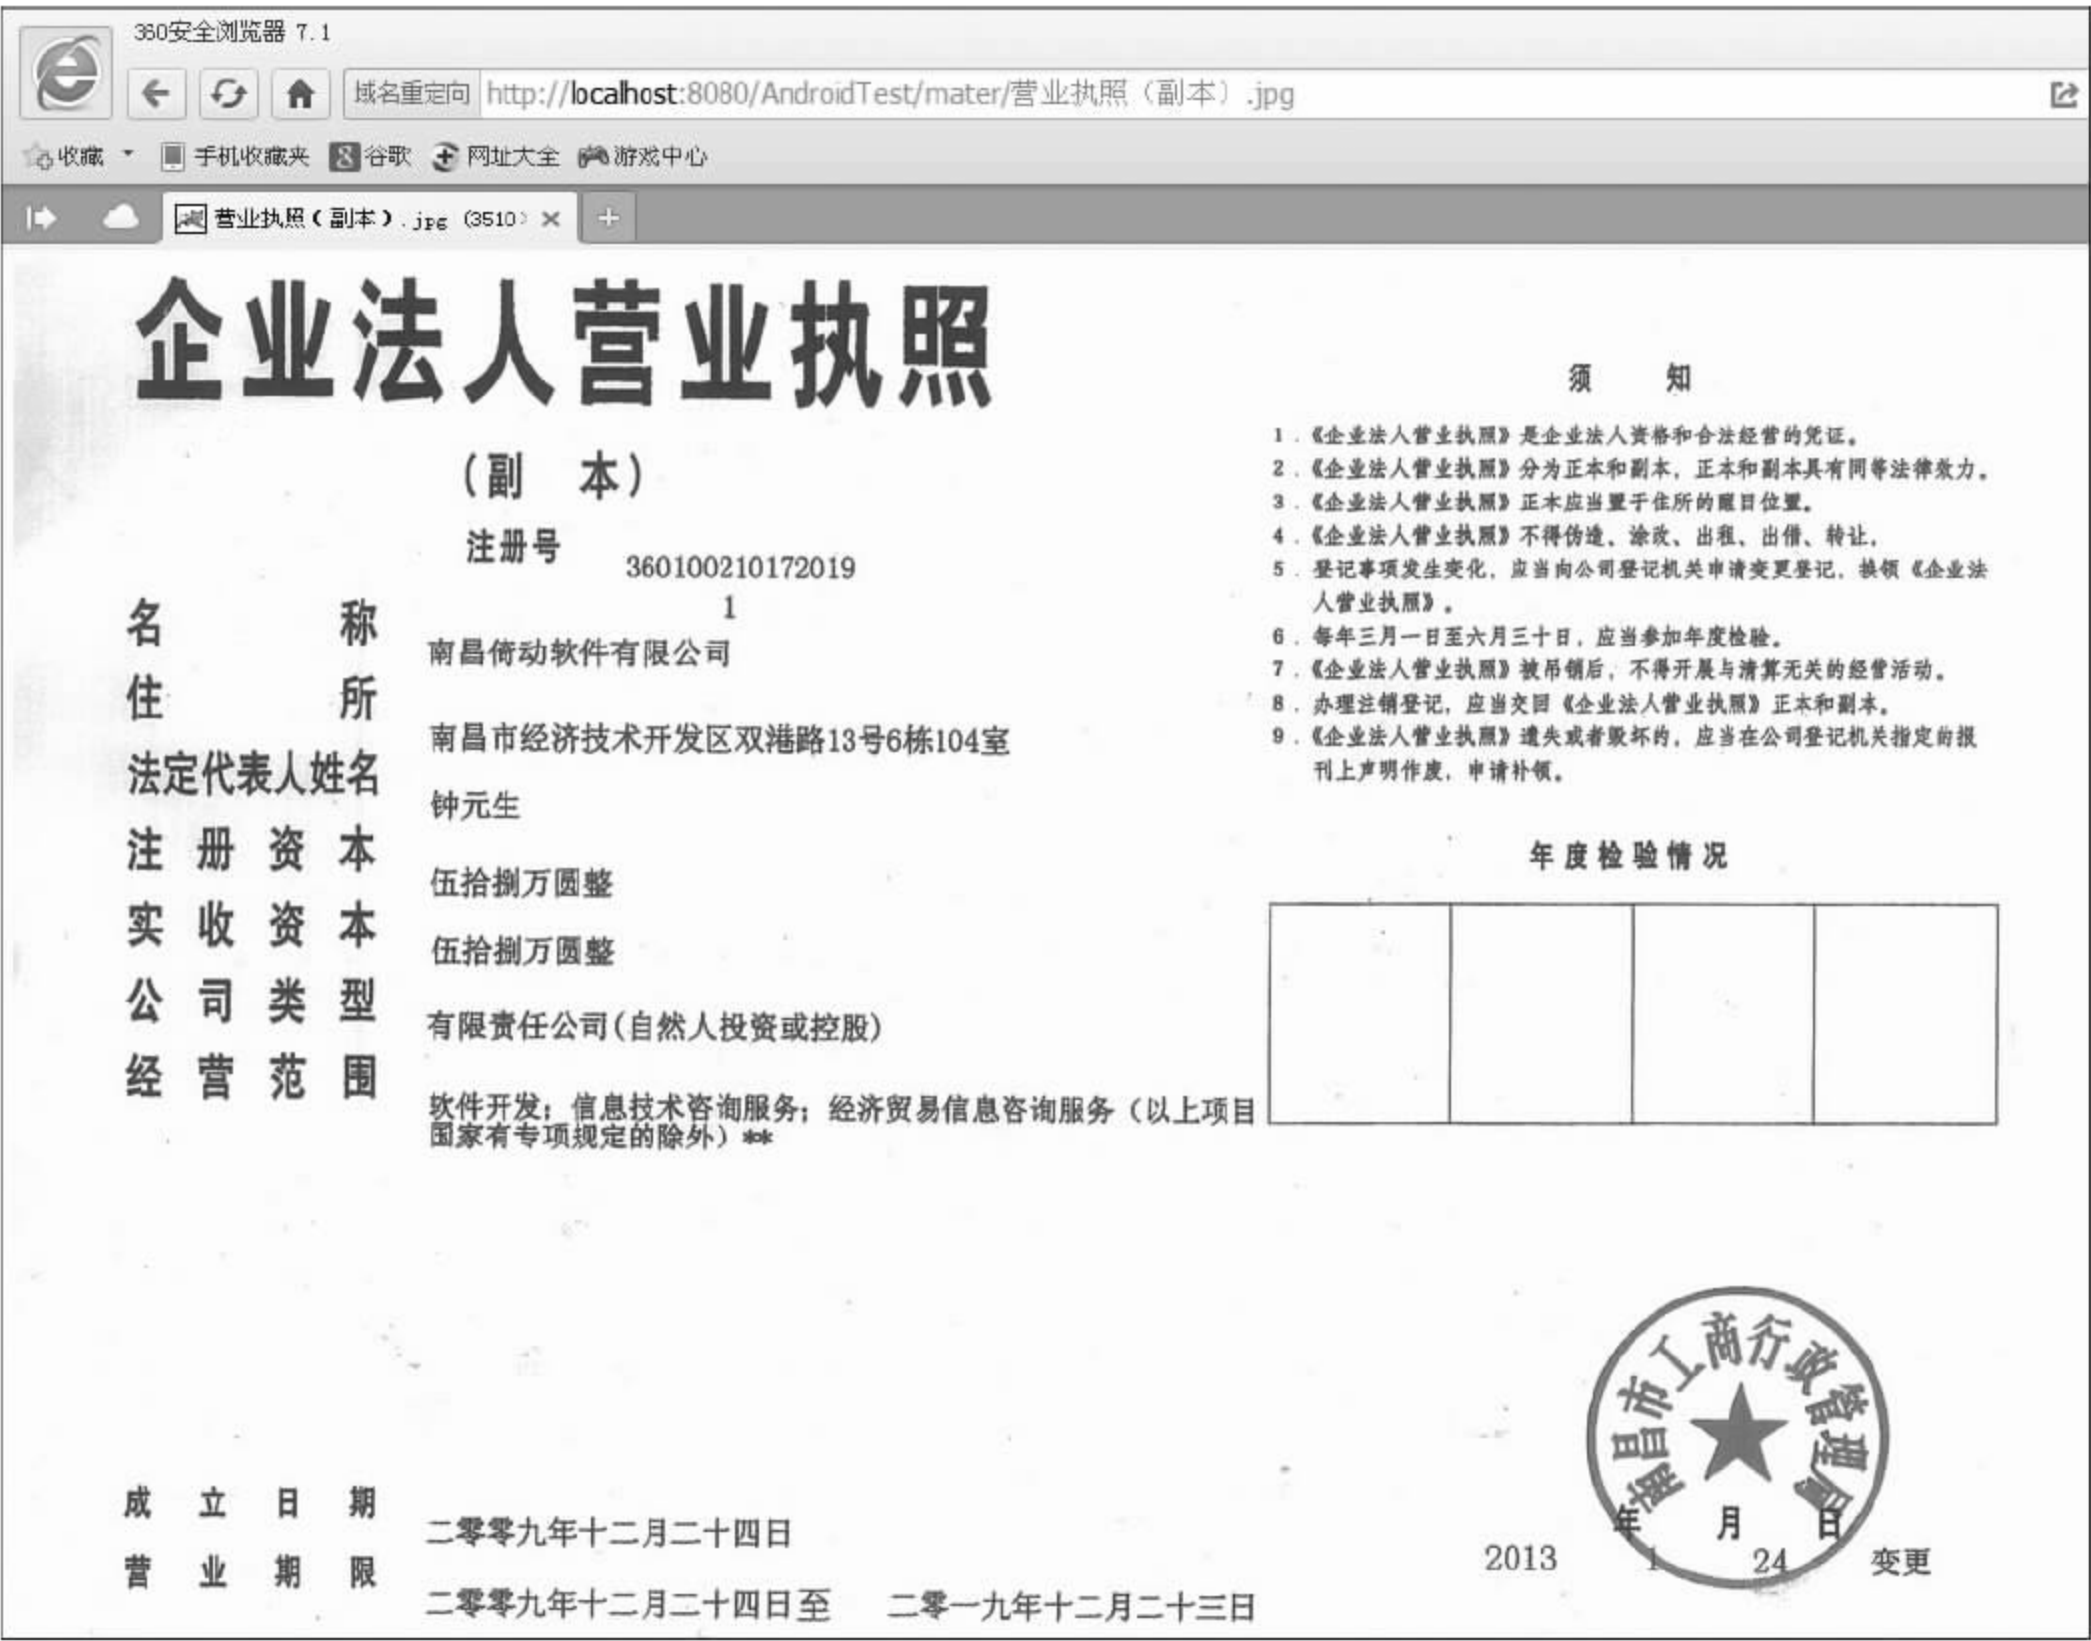 360安全浏览器 7.1
域名重定向 http://localhost:8080/AndroidTest/mater/营业执照（副本）.jpg
收藏 手机收藏夹 谷歌 网址大全 游戏中心
营业执照（副本）.jpg (3510
企业法人营业执照
（副 本）
注册号 360100210172019
1
名 称 南昌倚动软件有限公司
住 所 南昌市经济技术开发区双港路13号6栋104室
法定代表人姓名 钟元生
注册资本 伍拾捌万圆整
实收资本 伍拾捌万圆整
公司类型 有限责任公司(自然人投资或控股)
经营范围 软件开发；信息技术咨询服务；经济贸易信息咨询服务（以上项目
国家有专项规定的除外）**
成立日期 二零零九年十二月二十四日
营业期限 二零零九年十二月二十四日至 二零一九年十二月二十三日
须 知
1．《企业法人营业执照》是企业法人资格和合法经营的凭证。
2．《企业法人营业执照》分为正本和副本，正本和副本具有同等法律效力。
3．《企业法人营业执照》正本应当置于住所的醒目位置。
4．《企业法人营业执照》不得伪造、涂改、出租、出借、转让。
5．登记事项发生变化，应当向公司登记机关申请变更登记，换领《企业法
人营业执照》。
6．每年三月一日至六月三十日，应当参加年度检验。
7．《企业法人营业执照》被吊销后，不得开展与清算无关的经营活动。
8．办理注销登记，应当交回《企业法人营业执照》正本和副本。
9．《企业法人营业执照》遗失或者毁坏的，应当在公司登记机关指定的报
刊上声明作废，申请补领。
年度检验情况
南昌市工商行政管理局
年 月 日
2013 1 24 变更